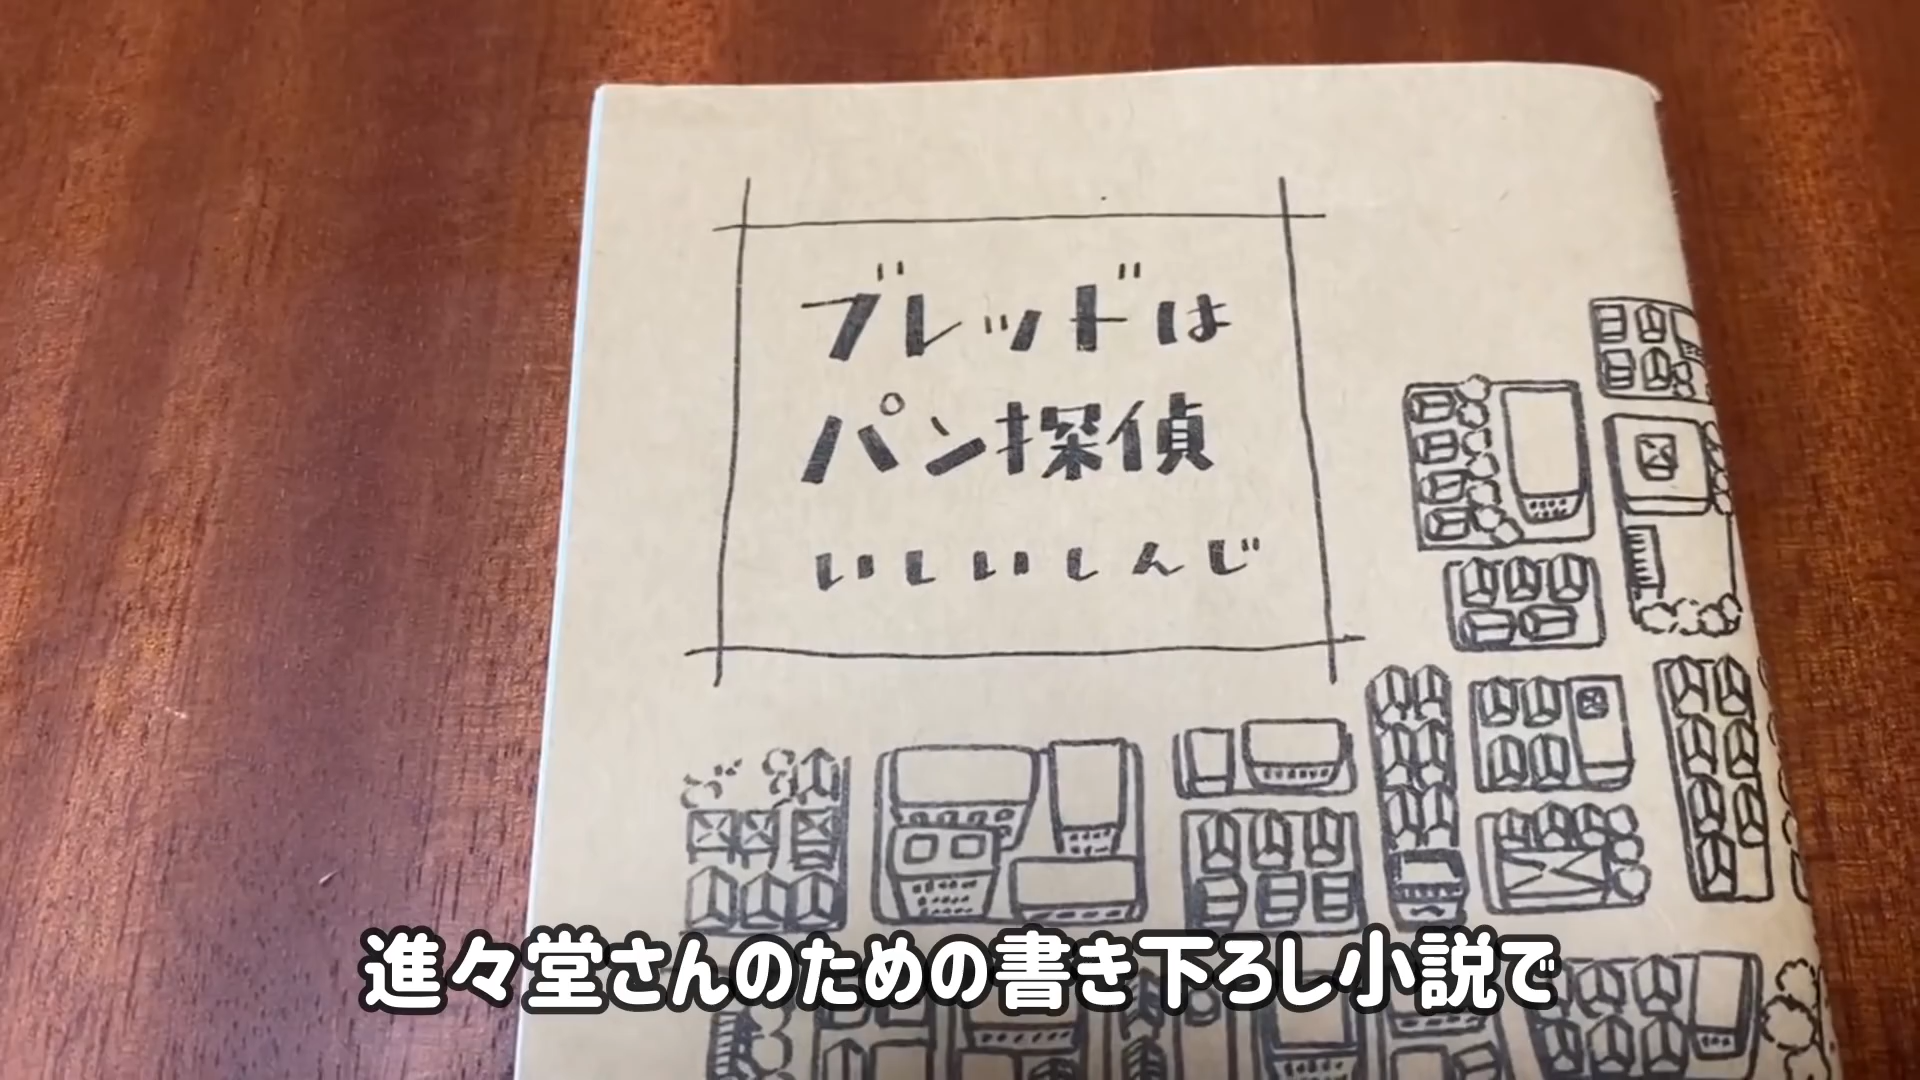 ブレッドは
パン探偵
いしいしんじ
進々堂さんのための書き下ろし小説で